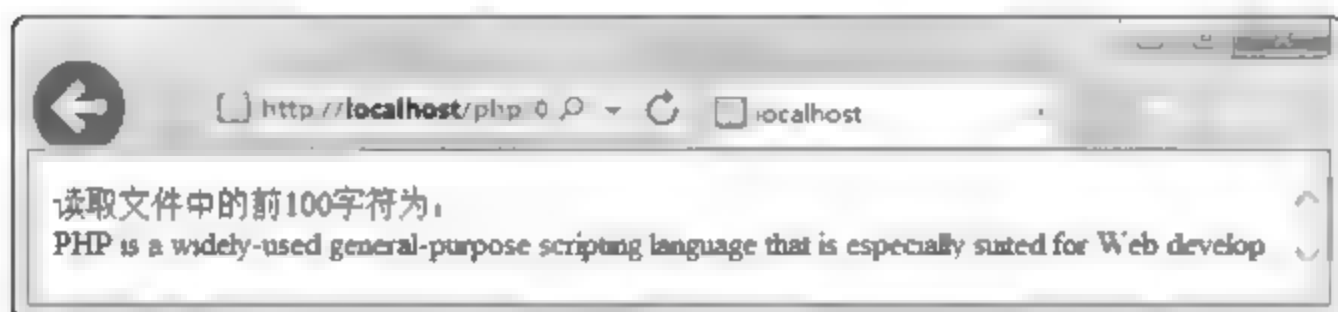 http://localhost/php
localhost
读取文件中的前100字符为:
PHP is a widely-used general-purpose scripting language that is especially suited for Web develop